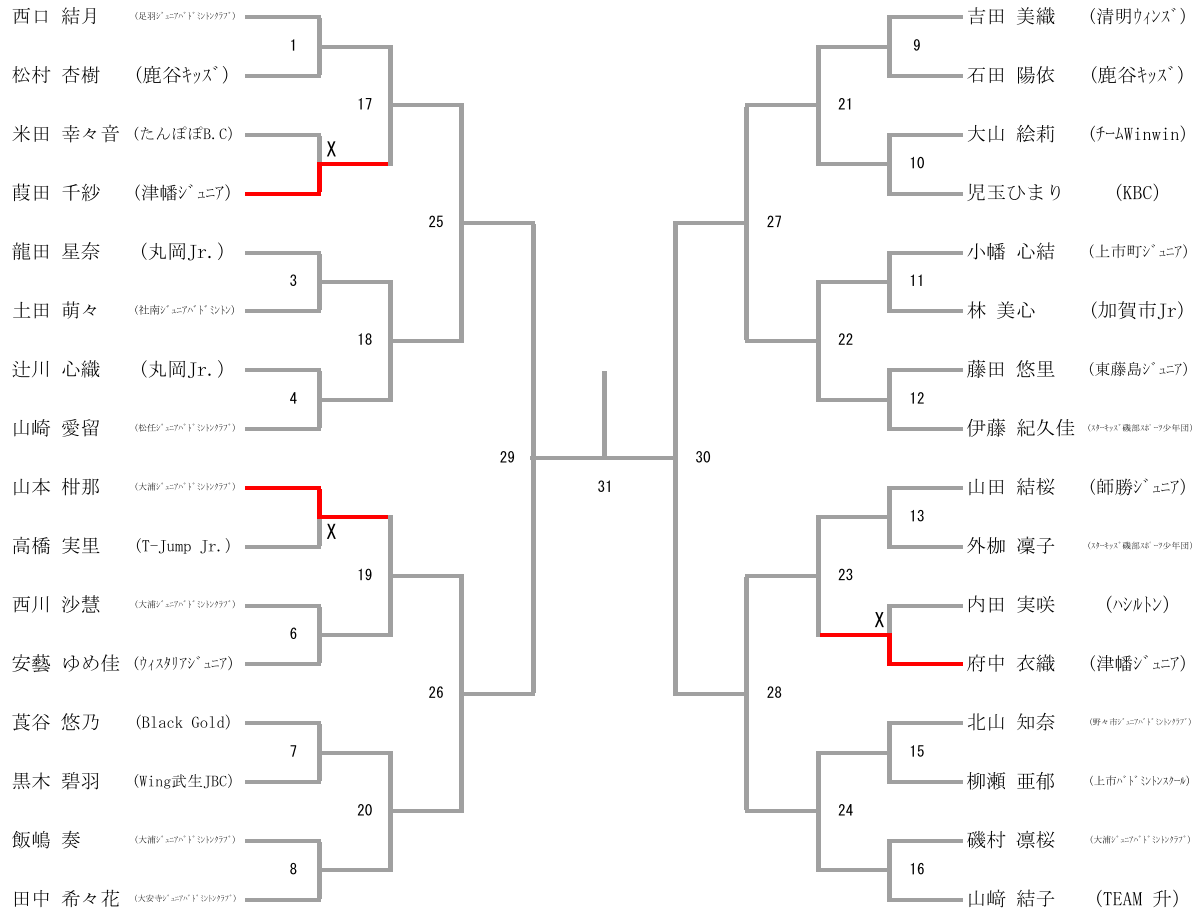 西口 結月 (足羽ｼﾞｭﾆｱﾊﾞﾄﾞﾐﾝﾄﾝｸﾗﾌﾞ)
1
松村 杏樹 (鹿谷ｷｯｽﾞ)
17
米田 幸々音 (たんぽぽB.C)
X
葭田 千紗 (津幡ｼﾞｭﾆｱ)
25
龍田 星奈 (丸岡Jr.)
3
土田 萌々 (社南ｼﾞｭﾆｱﾊﾞﾄﾞﾐﾝﾄﾝ)
18
辻川 心織 (丸岡Jr.)
4
山崎 愛留 (松任ｼﾞｭﾆｱﾊﾞﾄﾞﾐﾝﾄﾝｸﾗﾌﾞ)
29
山本 柑那 (大浦ｼﾞｭﾆｱﾊﾞﾄﾞﾐﾝﾄﾝｸﾗﾌﾞ)
X
高橋 実里 (T-Jump Jr.)
19
西川 沙慧 (大浦ｼﾞｭﾆｱﾊﾞﾄﾞﾐﾝﾄﾝｸﾗﾌﾞ)
6
安藝 ゆめ佳 (ｳｨｽﾀﾘｱｼﾞｭﾆｱ)
26
莨谷 悠乃 (Black Gold)
7
黒木 碧羽 (Wing武生JBC)
20
飯嶋 奏 (大浦ｼﾞｭﾆｱﾊﾞﾄﾞﾐﾝﾄﾝｸﾗﾌﾞ)
8
田中 希々花 (大安寺ｼﾞｭﾆｱﾊﾞﾄﾞﾐﾝﾄﾝｸﾗﾌﾞ)
31
吉田 美織 (清明ｳｨﾝｽﾞ)
9
石田 陽依 (鹿谷ｷｯｽﾞ)
21
大山 絵莉 (ﾁｰﾑWinwin)
10
児玉ひまり (KBC)
27
小幡 心結 (上市町ｼﾞｭﾆｱ)
11
林 美心 (加賀市Jr)
22
藤田 悠里 (東藤島ｼﾞｭﾆｱ)
12
伊藤 紀久佳 (ｽﾀｰｷｯｽﾞ磯部ｽﾎﾟｰﾂ少年団)
30
山田 結桜 (師勝ｼﾞｭﾆｱ)
13
外枷 凜子 (ｽﾀｰｷｯｽﾞ磯部ｽﾎﾟｰﾂ少年団)
23
内田 実咲 (ﾊｼﾙﾄﾝ)
X
府中 衣織 (津幡ｼﾞｭﾆｱ)
28
北山 知奈 (野々市ｼﾞｭﾆｱﾊﾞﾄﾞﾐﾝﾄﾝｸﾗﾌﾞ)
15
柳瀬 亜郁 (上市ﾊﾞﾄﾞﾐﾝﾄﾝｽｸｰﾙ)
24
磯村 凛桜 (大浦ｼﾞｭﾆｱﾊﾞﾄﾞﾐﾝﾄﾝｸﾗﾌﾞ)
16
山﨑 結子 (TEAM 升)